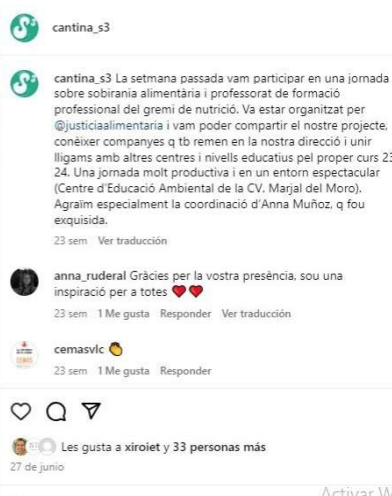 cantina_s3
cantina_s3 La setmana passada vam participar en una jornada
sobre sobirania alimentària i professorat de formació
professional del gremi de nutrició. Va estar organitzat per
@justiciaalimentaria i vam poder compartir el nostre projecte,
conèixer companyes q tb remen en la nostra direcció i unir
lligams amb altres centres i nivells educatius pel proper curs 23
24. Una jornada molt productiva i en un entorn espectacular
(Centre d'Educació Ambiental de la CV. Marjal del Moro).
Agraïm especialment la coordinació d'Anna Muñoz, q fou
exquisida.
23 sem Ver traducción
anna_ruderal Gràcies per la vostra presència, sou una
inspiració per a totes ❤️❤️
23 sem 1 Me gusta Responder Ver traducción
cemasvlc 👏
23 sem 1 Me gusta Responder
Les gusta a xiroiet y 33 personas más
27 de junio
Activar W